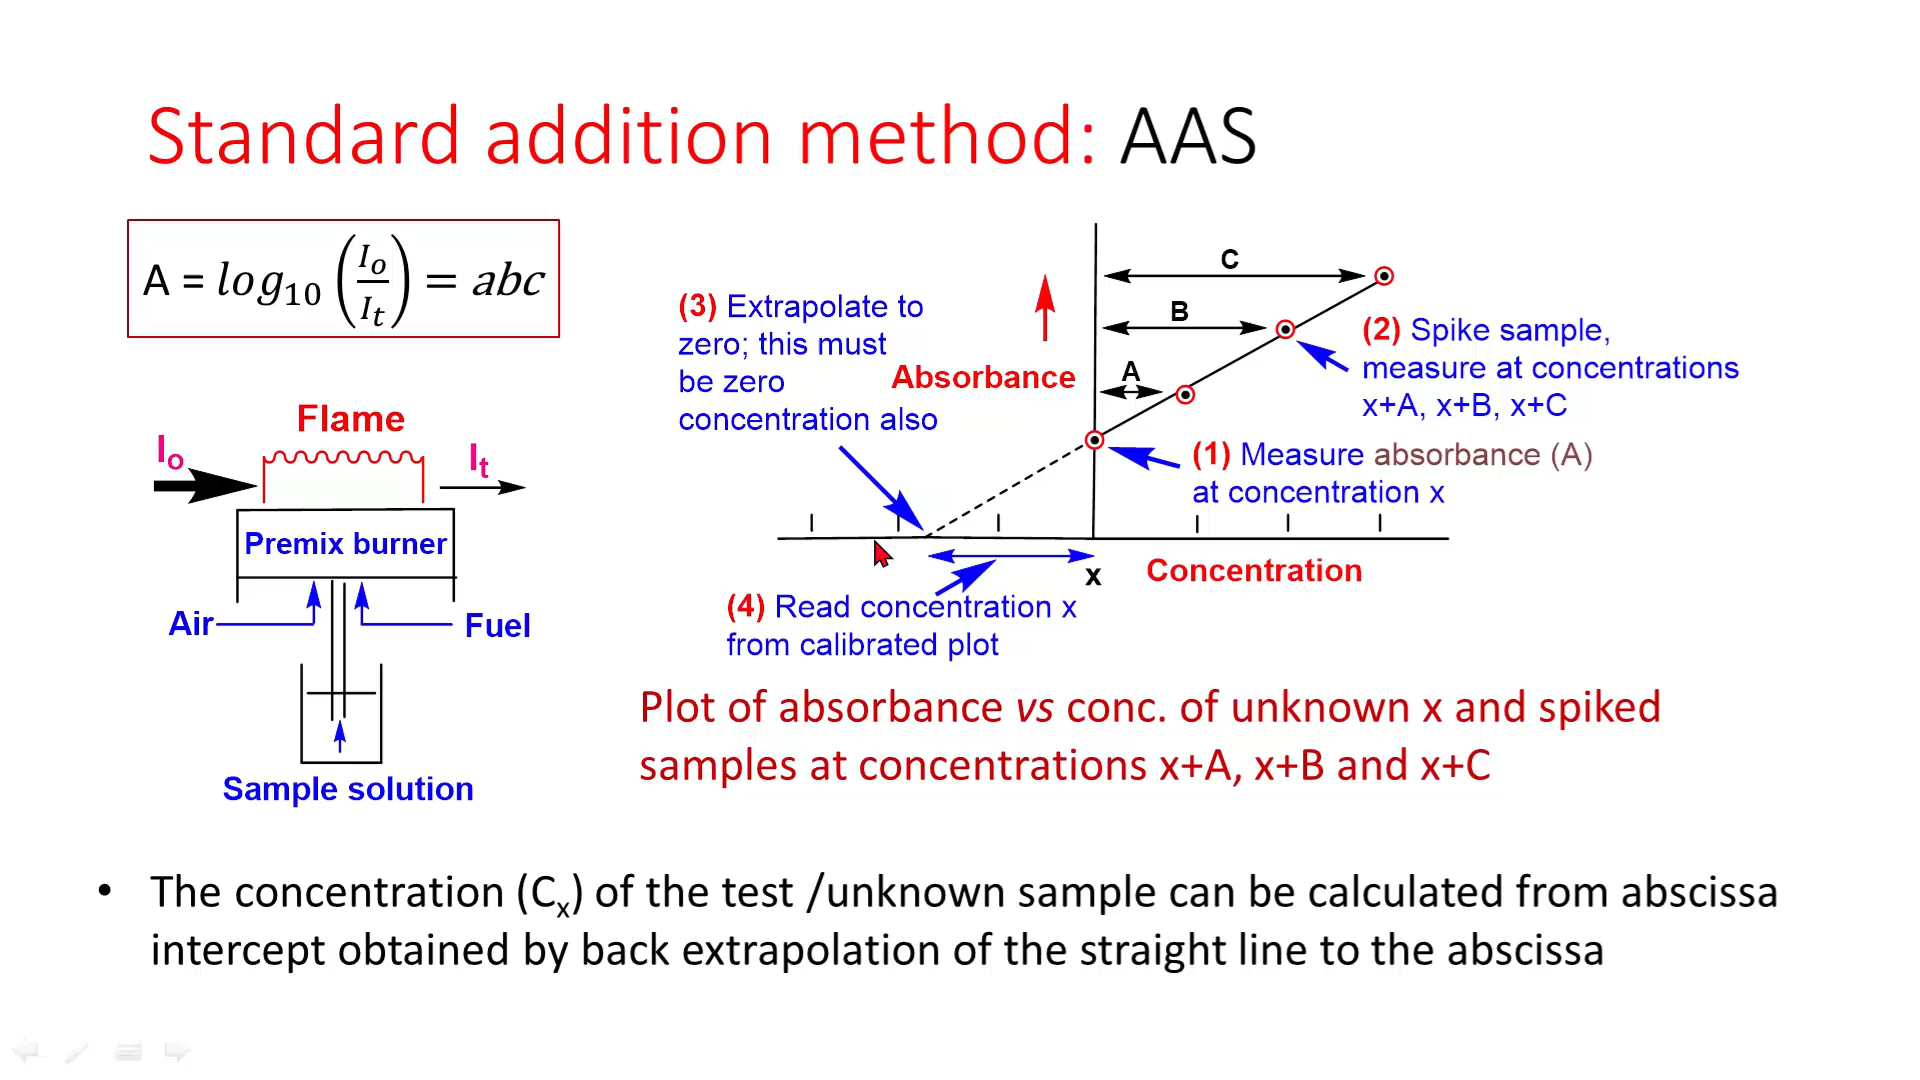 Standard addition method: AAS
A = log₁₀ (I₀/Iₜ) = abc
Flame
I₀
Iₜ
Premix burner
Air
Fuel
Sample solution
(3) Extrapolate to
zero; this must
be zero
concentration also
Absorbance
C
B
A
(2) Spike sample,
measure at concentrations
x+A, x+B, x+C
(1) Measure absorbance (A)
at concentration x
x
Concentration
(4) Read concentration x
from calibrated plot
Plot of absorbance vs conc. of unknown x and spiked
samples at concentrations x+A, x+B and x+C
• The concentration (Cₓ) of the test /unknown sample can be calculated from abscissa
intercept obtained by back extrapolation of the straight line to the abscissa